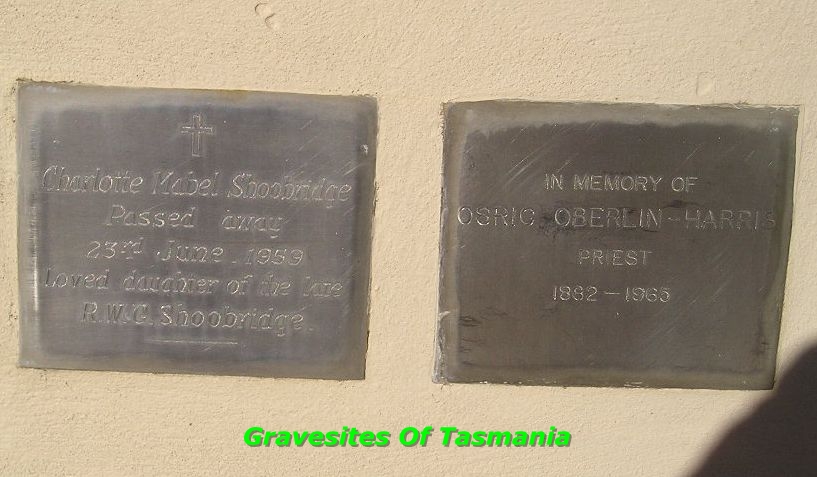 Charlotte Mabel Shoobridge
Passed away
23rd June 1959
Loved daughter of the late
R.W.G. Shoobridge.
IN MEMORY OF
OSRIC OBERLIN-HARRIS
PRIEST
1882-1965
Gravesites Of Tasmania